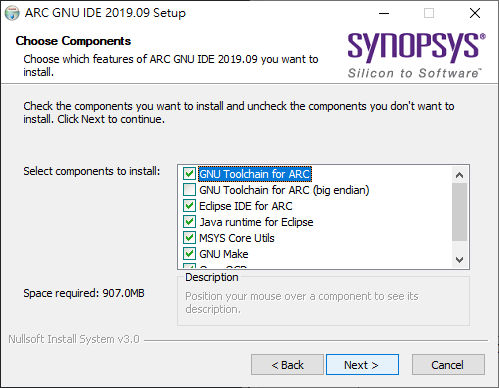 ARC GNU IDE 2019.09 Setup
Choose Components
Choose which features of ARC GNU IDE 2019.09 you want to
install.
SYNOPSYS®
Silicon to Software™
Check the components you want to install and uncheck the components you don't want to
install. Click Next to continue.
Select components to install:
GNU Toolchain for ARC
GNU Toolchain for ARC (big endian)
Eclipse IDE for ARC
Java runtime for Eclipse
MSYS Core Utils
GNU Make
Space required: 907.0MB
Description
Position your mouse over a component to see its
description.
Nullsoft Install System v3.0
< Back
Next >
Cancel